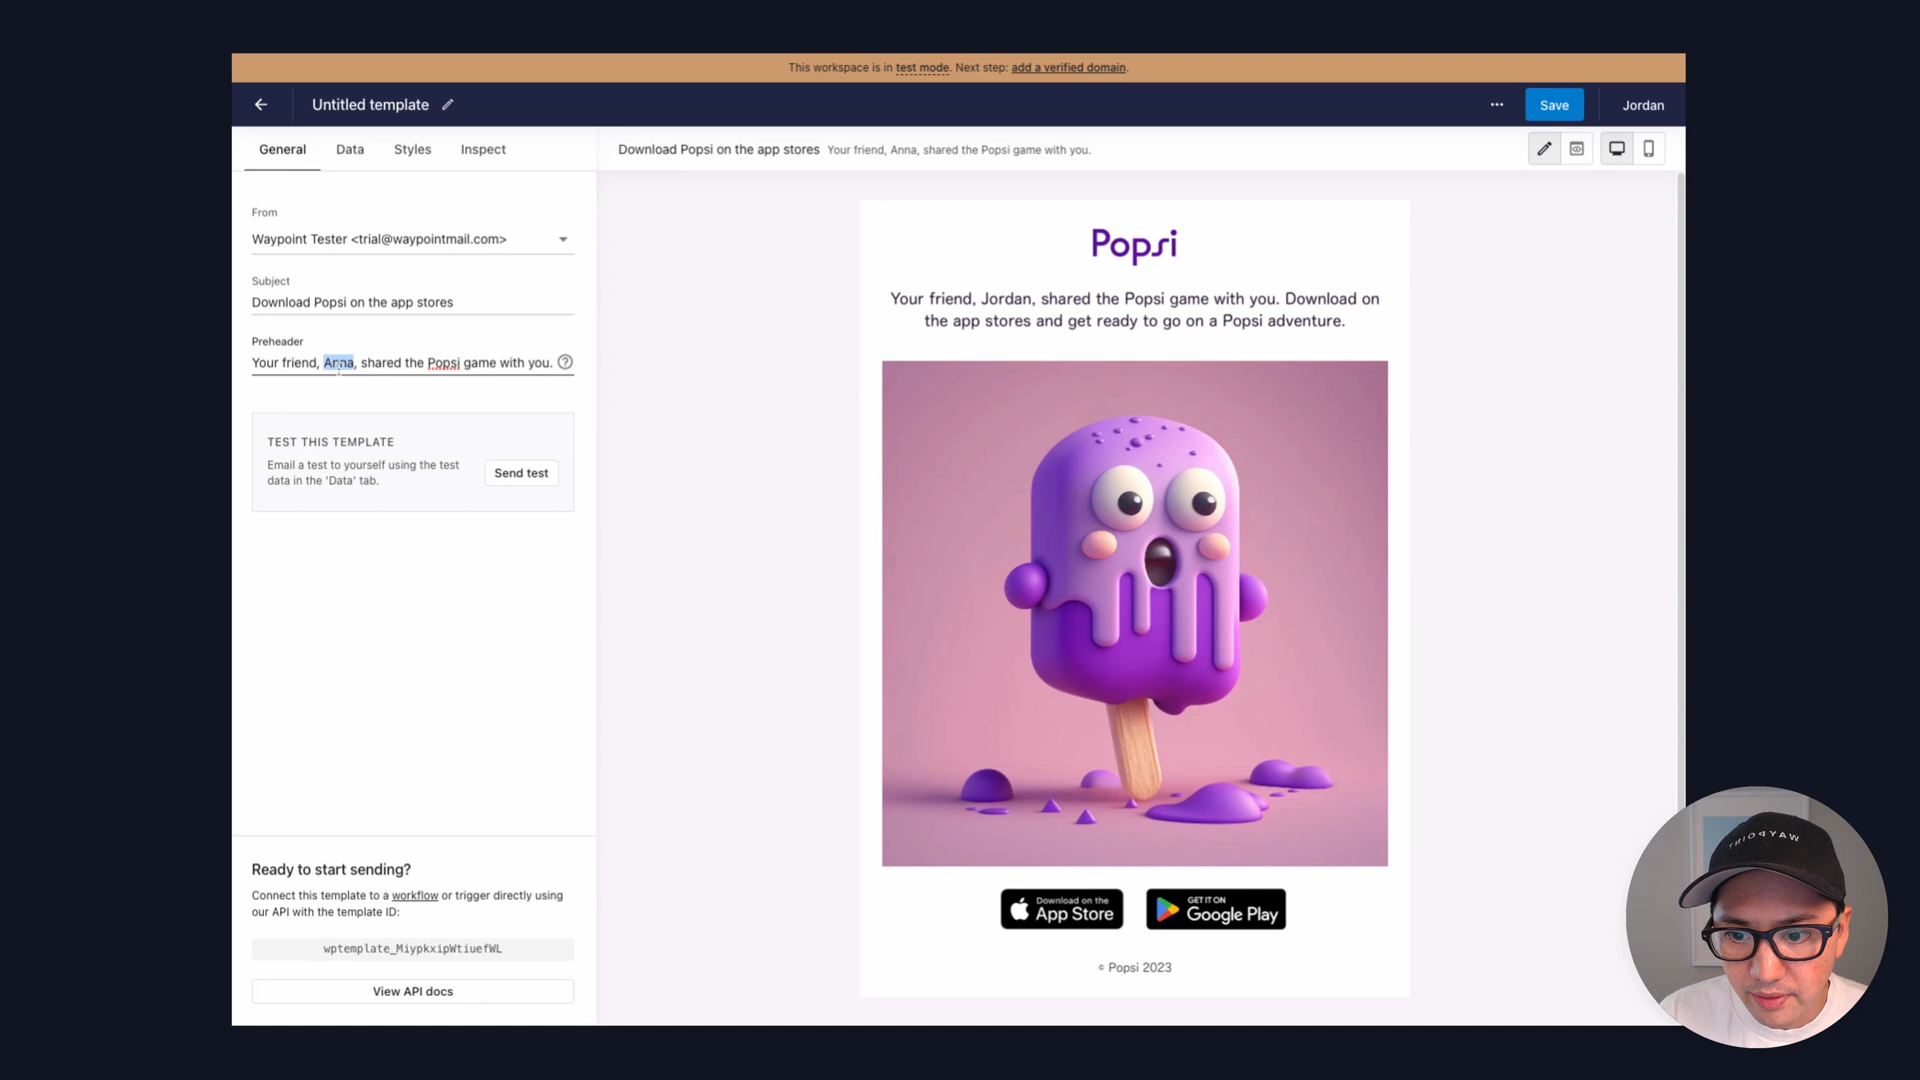 This workspace is in test mode. Next step: add a verified domain.
Untitled template
Save
Jordan
General
Data
Styles
Inspect
Download Popsi on the app stores Your friend, Anna, shared the Popsi game with you.
From
Waypoint Tester <trial@waypointmail.com>
Subject
Download Popsi on the app stores
Preheader
Your friend, Anna, shared the Popsi game with you.
TEST THIS TEMPLATE
Email a test to yourself using the test
data in the 'Data' tab.
Send test
Ready to start sending?
Connect this template to a workflow or trigger directly using
our API with the template ID:
wptemplate_MiypkxipWtiuefWL
View API docs
Popsi
Your friend, Jordan, shared the Popsi game with you. Download on
the app stores and get ready to go on a Popsi adventure.
Download on the
App Store
GET IT ON
Google Play
© Popsi 2023
WAYPOINT